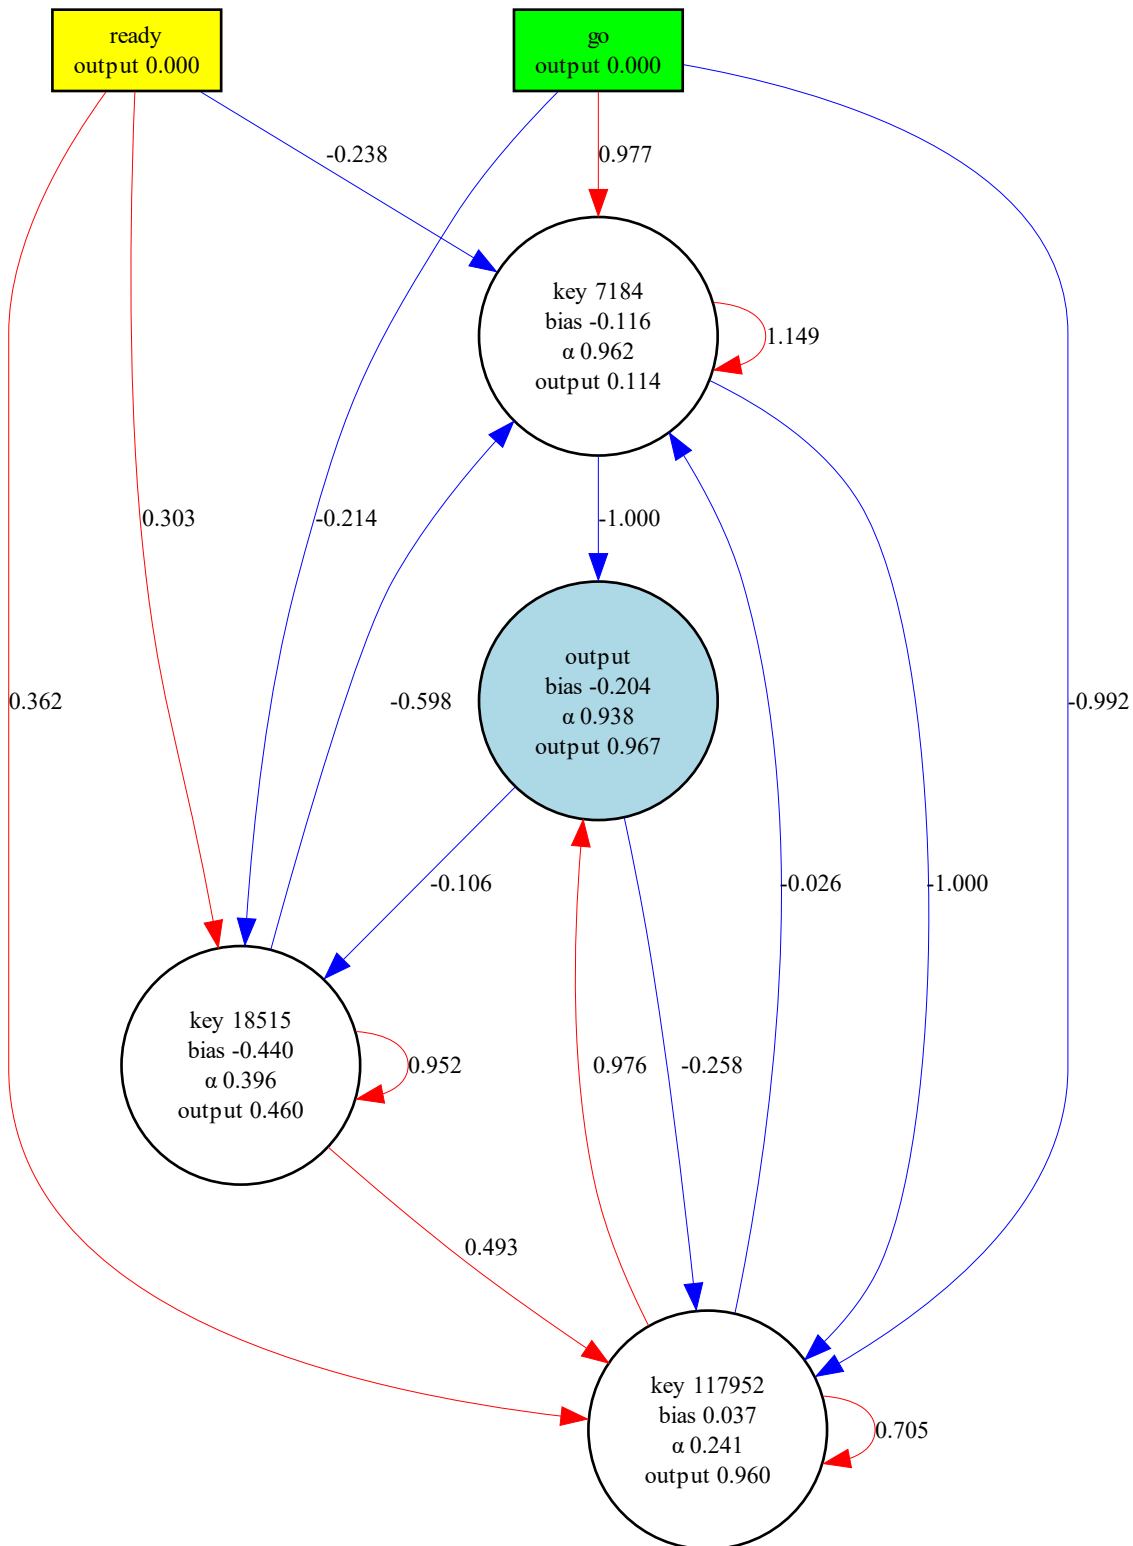 ready
output 0.000
go
output 0.000
-0.238
0.977
key 7184
bias -0.116
α 0.962
output 0.114
1.149
0.303
-0.214
-1.000
output
bias -0.204
α 0.938
output 0.967
0.362
-0.598
-0.992
-0.106
-0.026
-1.000
key 18515
bias -0.440
α 0.396
output 0.460
0.952
0.976
-0.258
0.493
key 117952
bias 0.037
α 0.241
output 0.960
0.705